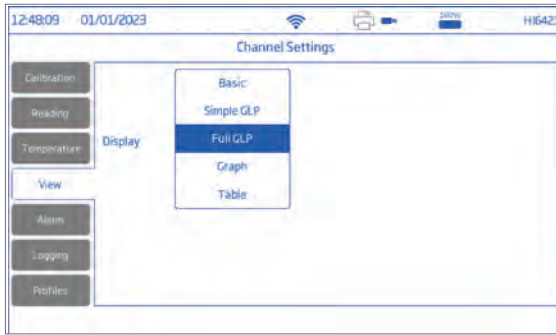 12:48:09 01/01/2023 HI6422
Channel Settings
Calibration
Reading
Temperature
View
Alarm
Logging
Profiles
Display
Basic
Simple GLP
Full GLP
Graph
Table